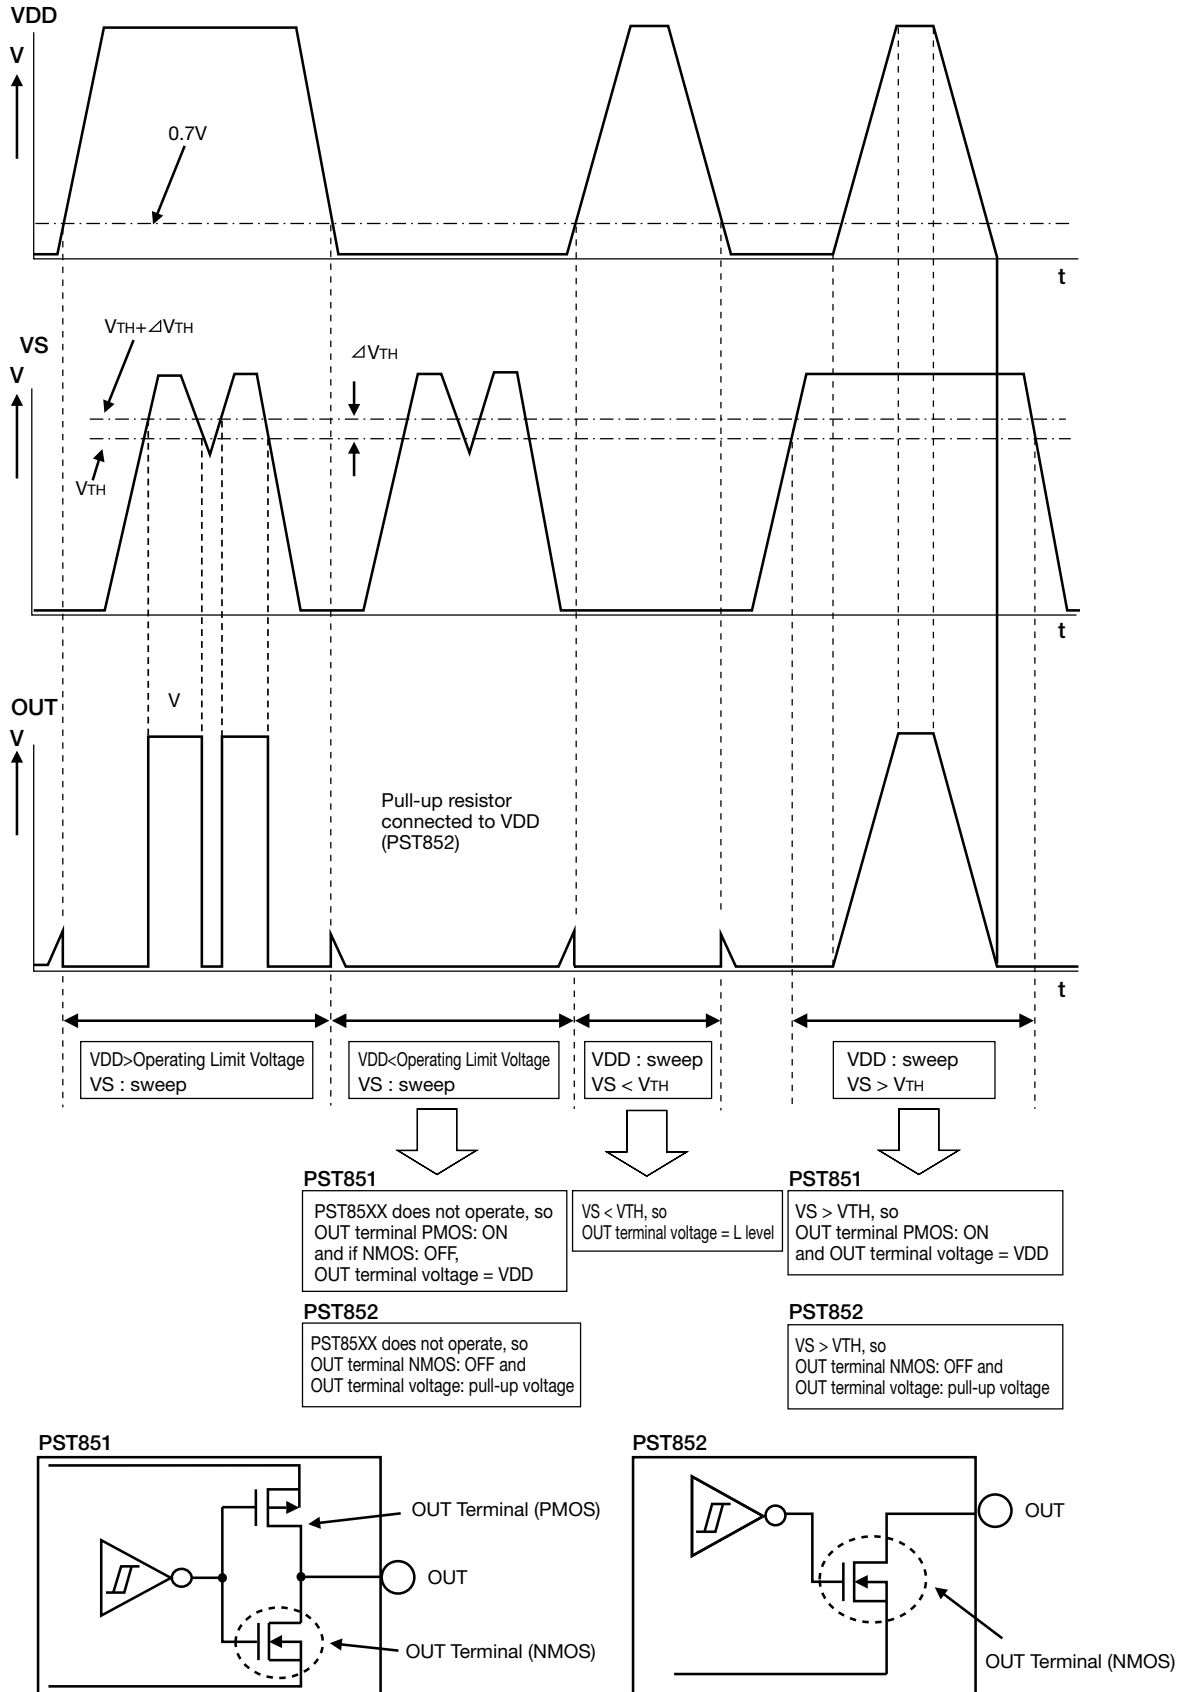 VDD
V
0.7V
t
VTH+⊿VTH
VS
V
⊿VTH
VTH
t
V
OUT
V
Pull-up resistor
connected to VDD
(PST852)
t
VDD>Operating Limit Voltage
VS : sweep
VDD<Operating Limit Voltage
VS : sweep
VDD : sweep
VS < VTH
VDD : sweep
VS > VTH
PST851
PST85XX does not operate, so
OUT terminal PMOS: ON
and if NMOS: OFF,
OUT terminal voltage = VDD
VS < VTH, so
OUT terminal voltage = L level
PST851
VS > VTH, so
OUT terminal PMOS: ON
and OUT terminal voltage = VDD
PST852
PST85XX does not operate, so
OUT terminal NMOS: OFF and
OUT terminal voltage: pull-up voltage
PST852
VS > VTH, so
OUT terminal NMOS: OFF and
OUT terminal voltage: pull-up voltage
PST851
OUT Terminal (PMOS)
OUT
OUT Terminal (NMOS)
PST852
OUT
OUT Terminal (NMOS)